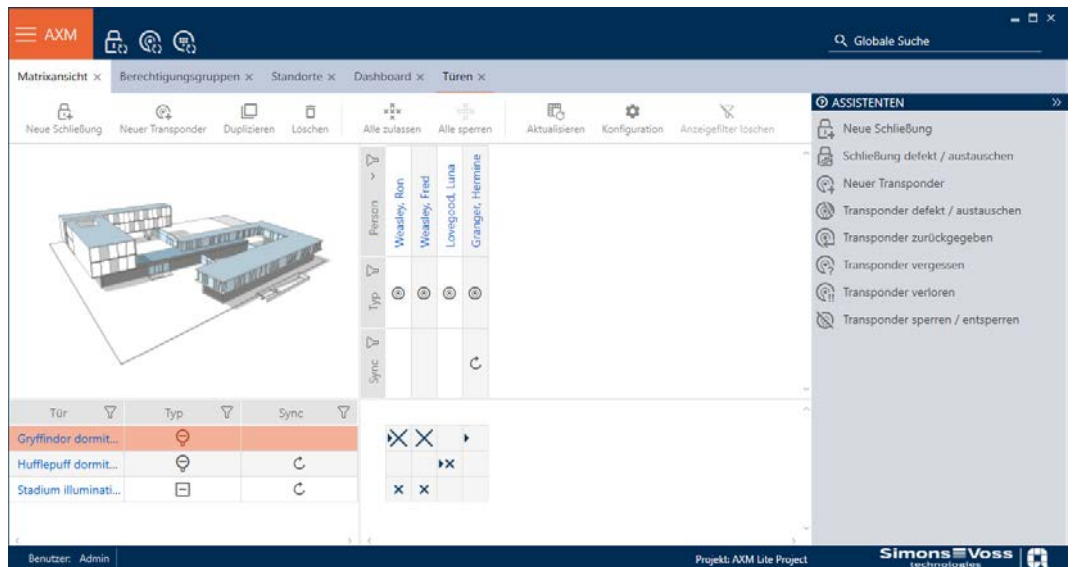 AXM
Globale Suche
Matrixansicht × Berechtigungsgruppen × Standorte × Dashboard × Türen ×
Neue Schließung Neuer Transponder Duplizieren Löschen Alle zulassen Alle sperren Aktualisieren Konfiguration Anzeigefilter löschen
ASSISTENTEN
Neue Schließung
Schließung defekt / austauschen
Neuer Transponder
Transponder defekt / austauschen
Transponder zurückgegeben
Transponder vergessen
Transponder verloren
Transponder sperren / entsperren
Person
Weasley, Ron
Weasley, Fred
Lovegood, Luna
Granger, Hermine
Typ
Sync
Tür Typ Sync
Gryffindor dormit...
Hufflepuff dormit...
Stadium illuminati...
Benutzer: Admin
Projekt: AXM Lite Project
Simons Voss
technologies